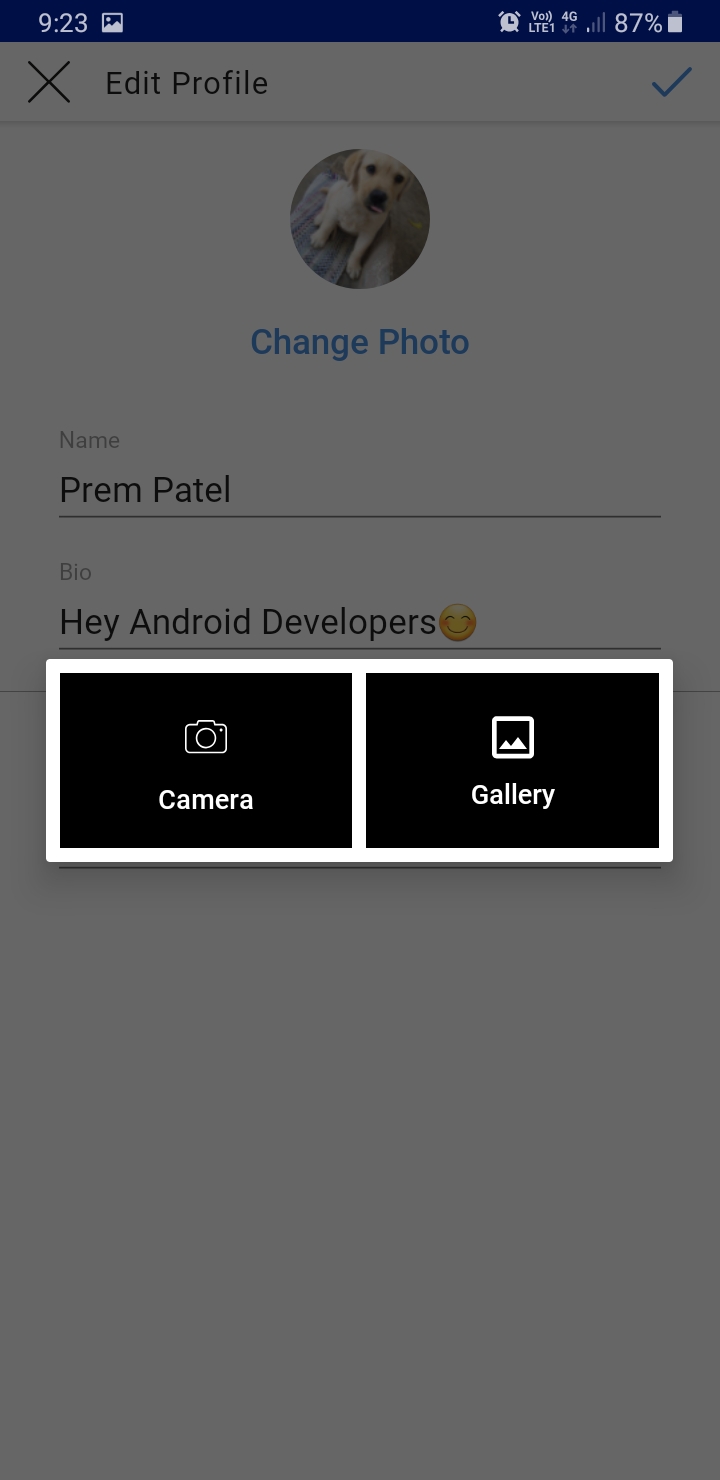 9:23 Vo)) LTE1 4G 87%
Edit Profile
Change Photo
Name
Prem Patel
Bio
Hey Android Developers😊
Camera
Gallery